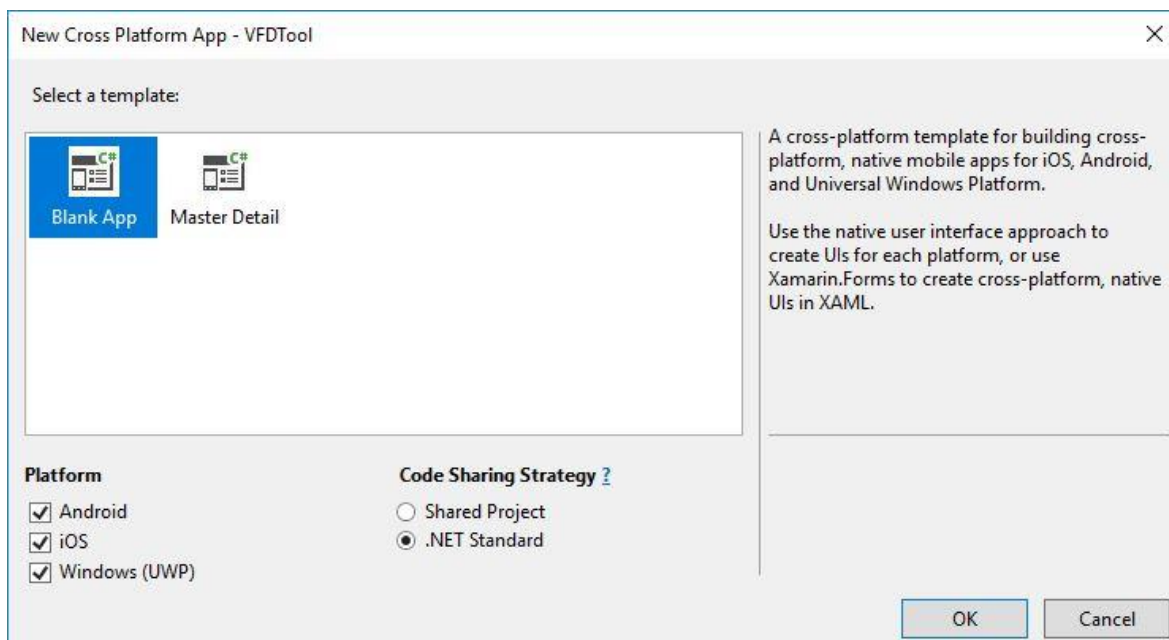 New Cross Platform App - VFDTool
Select a template:
C#
Blank App
C#
Master Detail
A cross-platform template for building cross-
platform, native mobile apps for iOS, Android,
and Universal Windows Platform.
Use the native user interface approach to
create UIs for each platform, or use
Xamarin.Forms to create cross-platform, native
UIs in XAML.
Platform
Android
iOS
Windows (UWP)
Code Sharing Strategy ?
Shared Project
.NET Standard
OK
Cancel